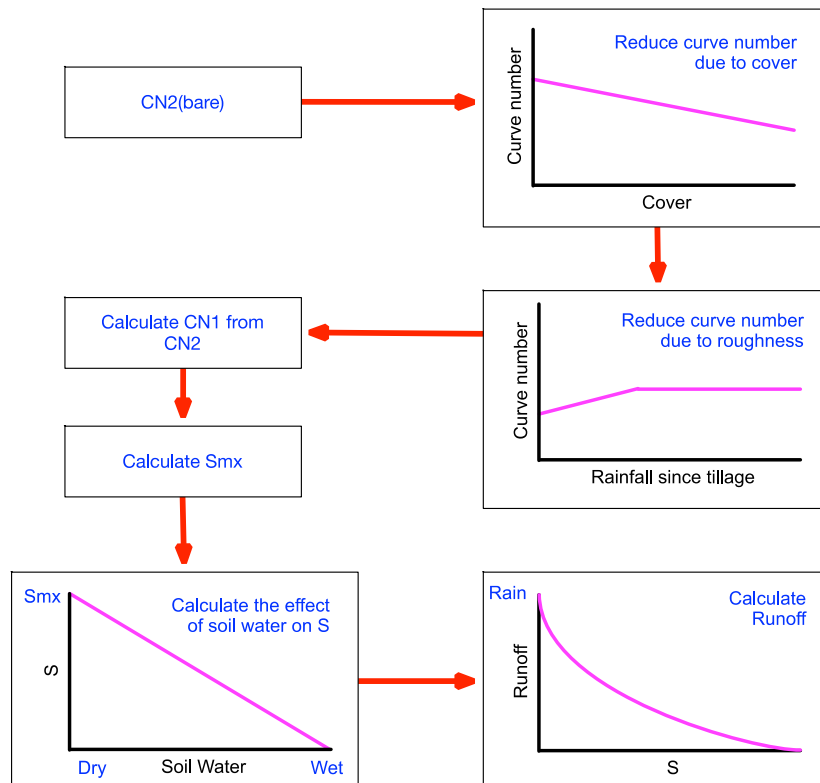 CN2(bare)
Reduce curve number
due to cover
Curve number
Cover
Reduce curve number
due to roughness
Curve number
Rainfall since tillage
Calculate CN1 from
CN2
Calculate Smx
Smx
Calculate the effect
of soil water on S
S
Dry
Soil Water
Wet
Rain
Calculate
Runoff
Runoff
S